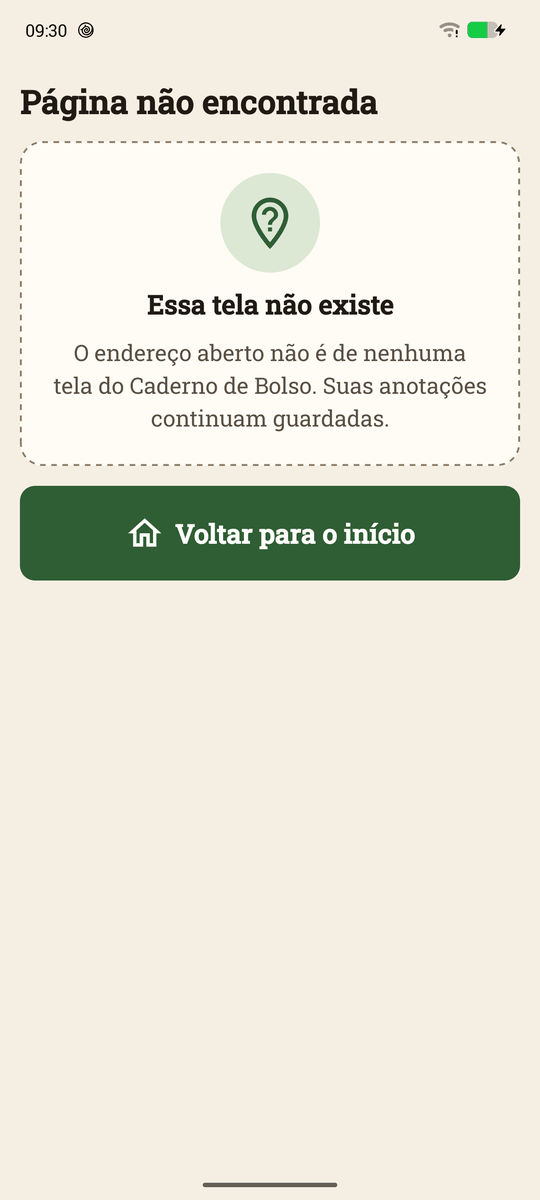 09:30
Página não encontrada
Essa tela não existe
O endereço aberto não é de nenhuma
tela do Caderno de Bolso. Suas anotações
continuam guardadas.
Voltar para o início